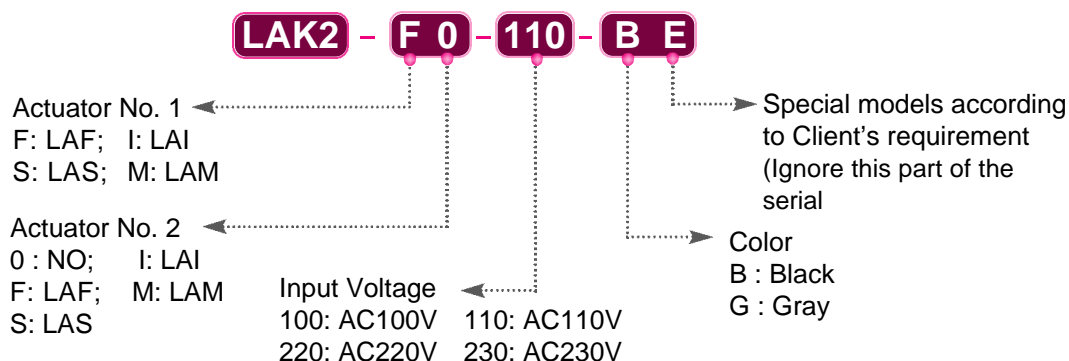 LAK2 - F 0 - 110 - B E
Actuator No. 1
F: LAF; I: LAI
S: LAS; M: LAM
Actuator No. 2
0 : NO; I: LAI
F: LAF; M: LAM
S: LAS
Input Voltage
100: AC100V 110: AC110V
220: AC220V 230: AC230V
Special models according
to Client's requirement
(Ignore this part of the
serial
Color
B : Black
G : Gray